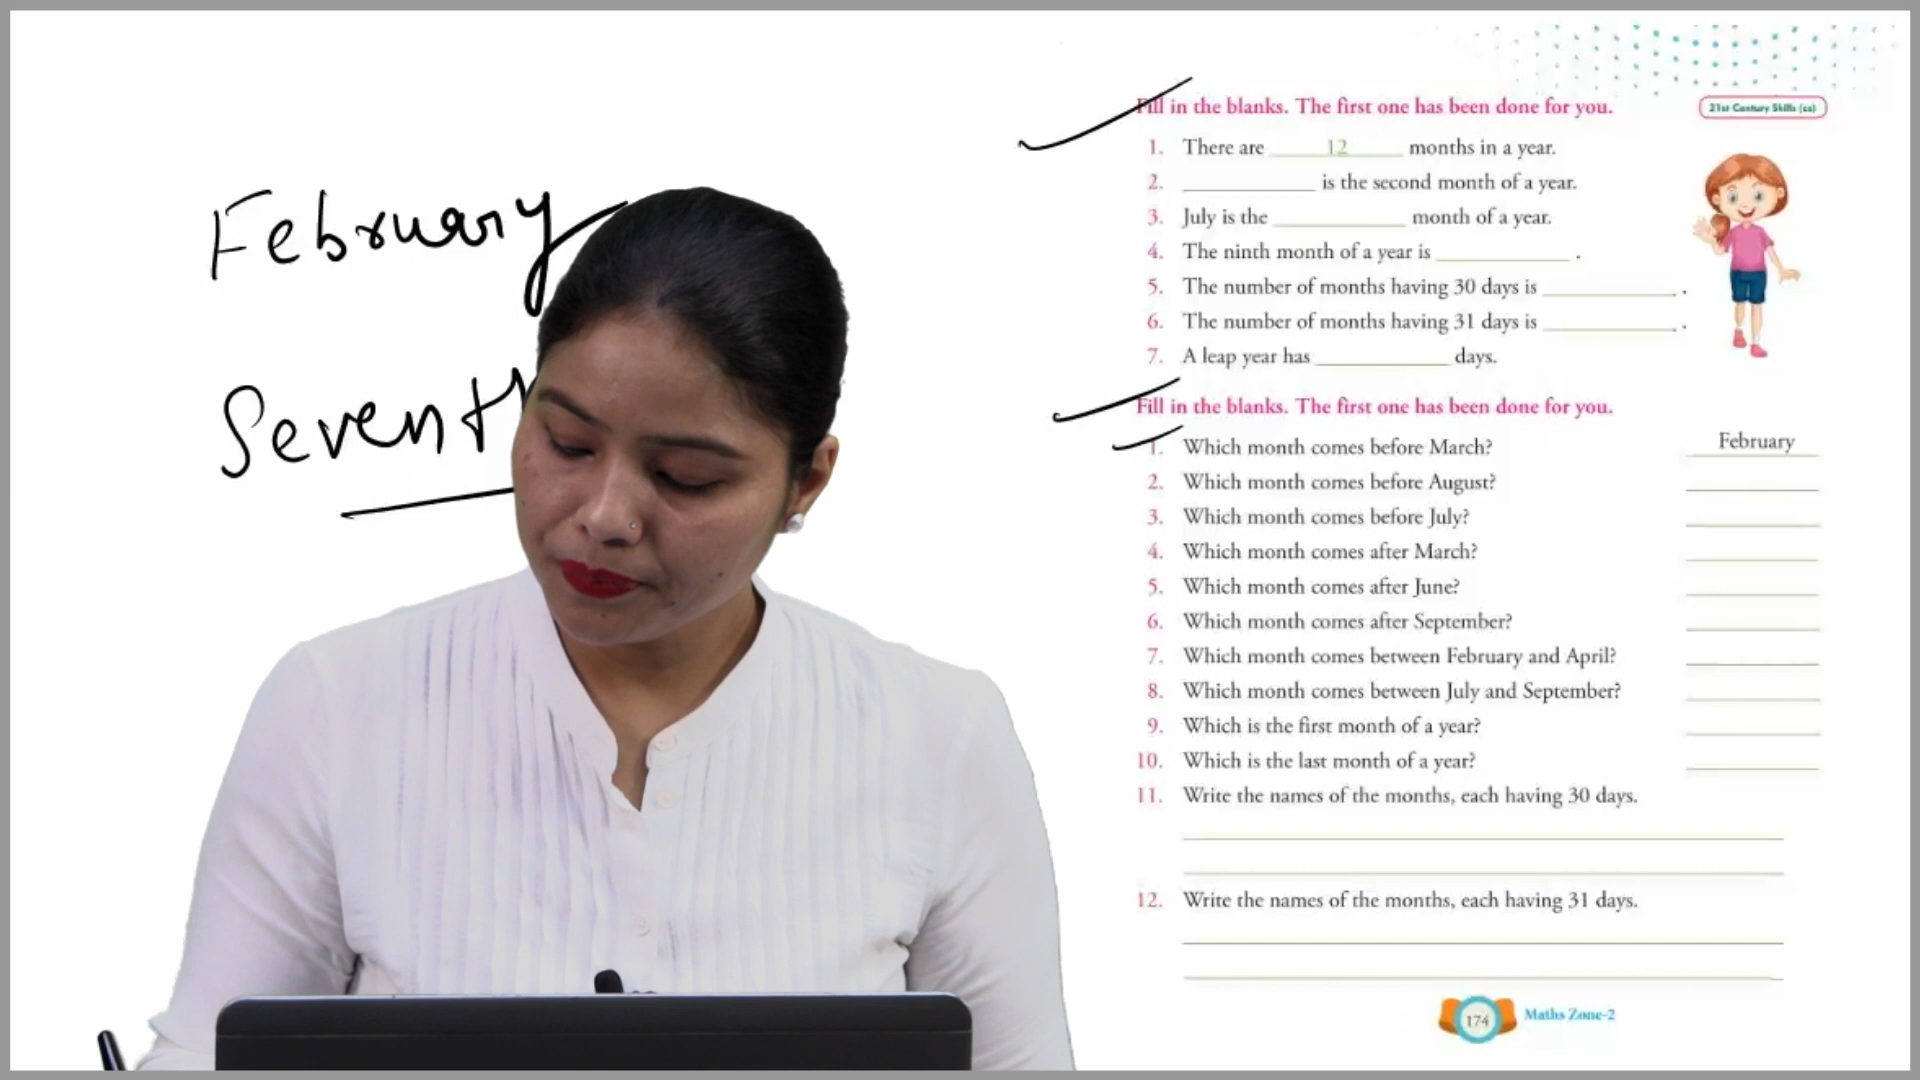 February
Seventh
Fill in the blanks. The first one has been done for you.
21st Century Skills (cs)
1. There are 12 months in a year.
2. ____________ is the second month of a year.
3. July is the ____________ month of a year.
4. The ninth month of a year is ____________ .
5. The number of months having 30 days is ____________ .
6. The number of months having 31 days is ____________ .
7. A leap year has ____________ days.
Fill in the blanks. The first one has been done for you.
1. Which month comes before March? February
2. Which month comes before August?
3. Which month comes before July?
4. Which month comes after March?
5. Which month comes after June?
6. Which month comes after September?
7. Which month comes between February and April?
8. Which month comes between July and September?
9. Which is the first month of a year?
10. Which is the last month of a year?
11. Write the names of the months, each having 30 days.
12. Write the names of the months, each having 31 days.
174 Maths Zone-2